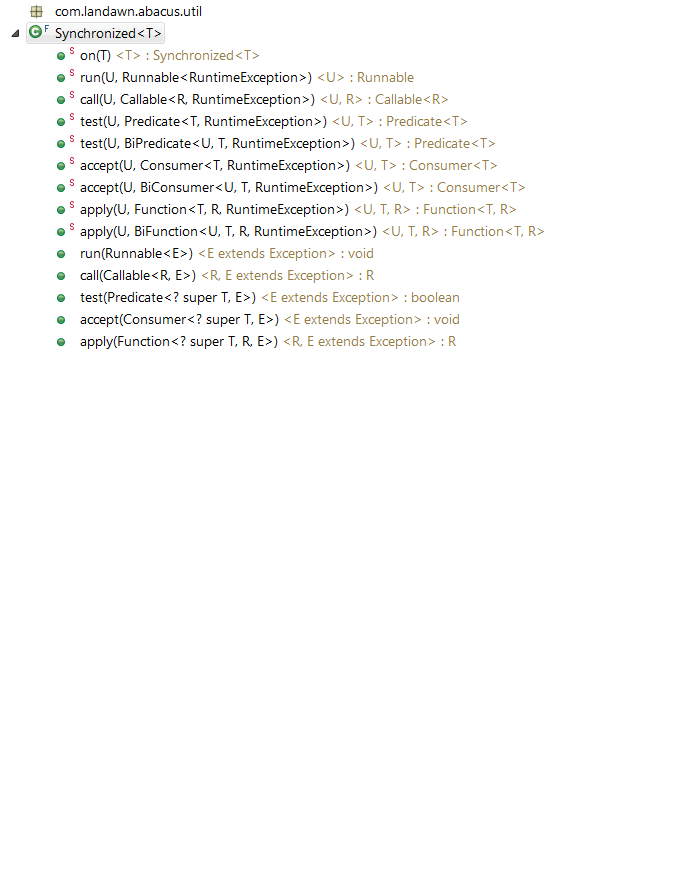 com.landawn.abacus.util
C F Synchronized<T>
S on(T) <T> : Synchronized<T>
S run(U, Runnable<RuntimeException>) <U> : Runnable
S call(U, Callable<R, RuntimeException>) <U, R> : Callable<R>
S test(U, Predicate<T, RuntimeException>) <U, T> : Predicate<T>
S test(U, BiPredicate<U, T, RuntimeException>) <U, T> : Predicate<T>
S accept(U, Consumer<T, RuntimeException>) <U, T> : Consumer<T>
S accept(U, BiConsumer<U, T, RuntimeException>) <U, T> : Consumer<T>
S apply(U, Function<T, R, RuntimeException>) <U, T, R> : Function<T, R>
S apply(U, BiFunction<U, T, R, RuntimeException>) <U, T, R> : Function<T, R>
run(Runnable<E>) <E extends Exception> : void
call(Callable<R, E>) <R, E extends Exception> : R
test(Predicate<? super T, E>) <E extends Exception> : boolean
accept(Consumer<? super T, E>) <E extends Exception> : void
apply(Function<? super T, R, E>) <R, E extends Exception> : R